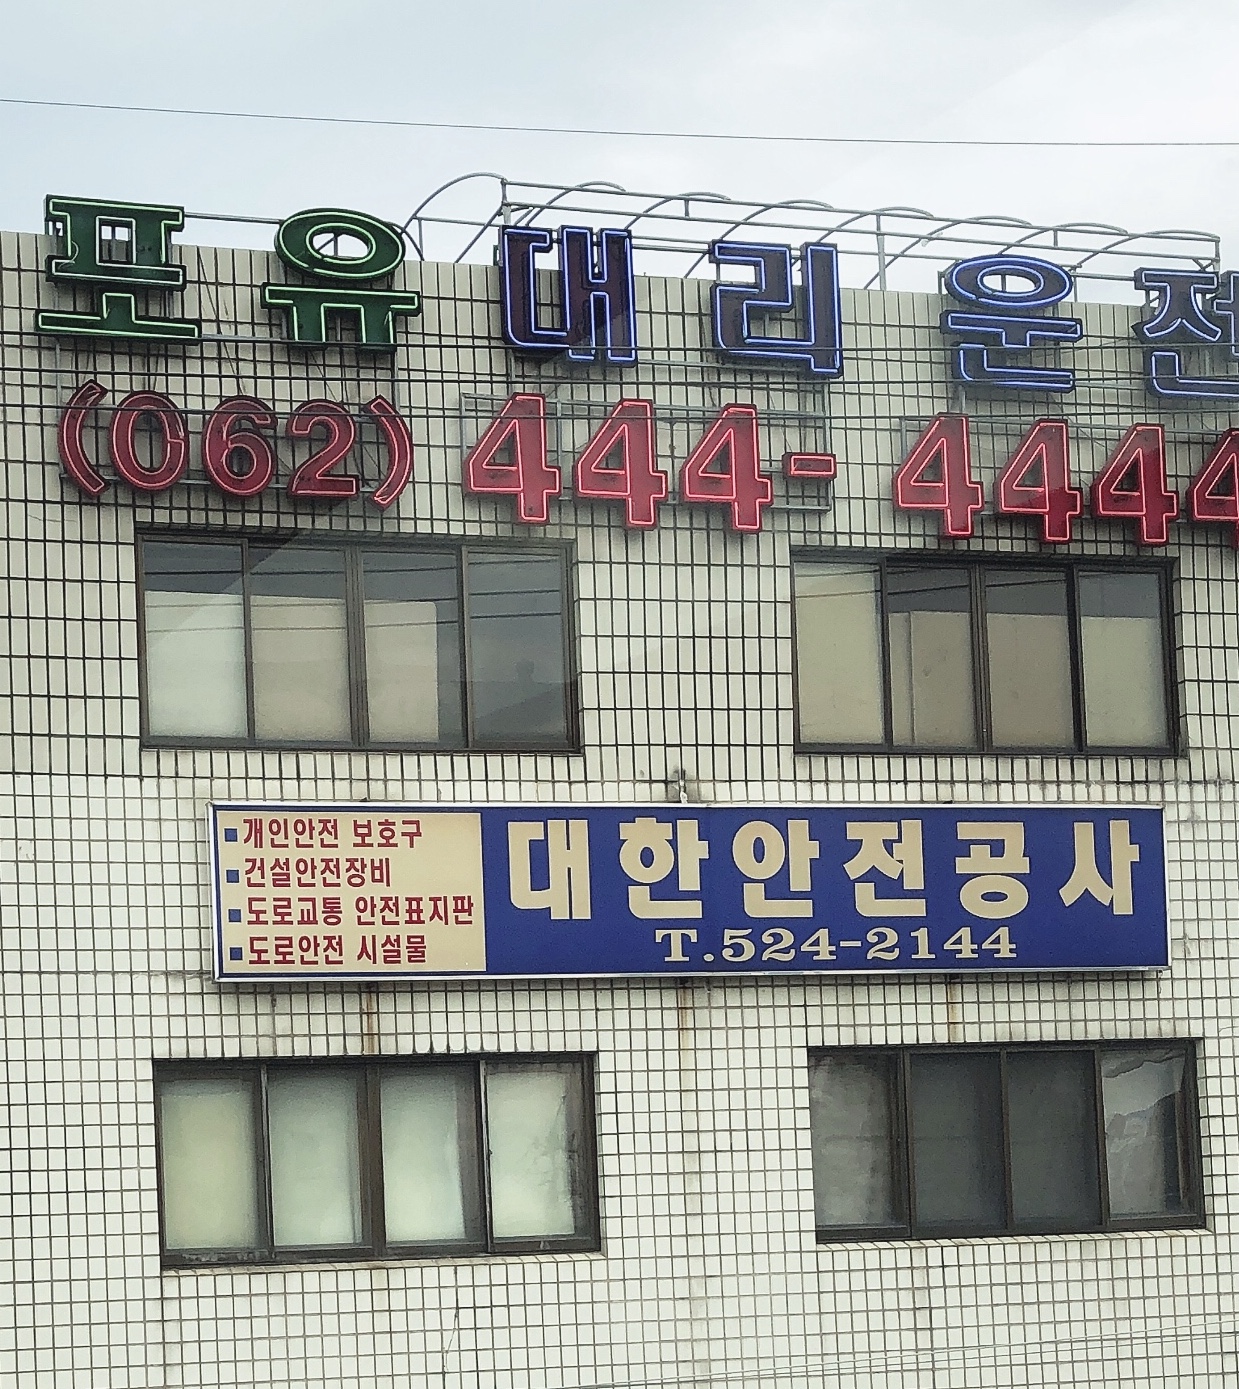 포유 대리운전
(062) 444-4444
개인안전 보호구
건설안전장비
도로교통 안전표지판
도로안전 시설물
대한안전공사
T.524-2144